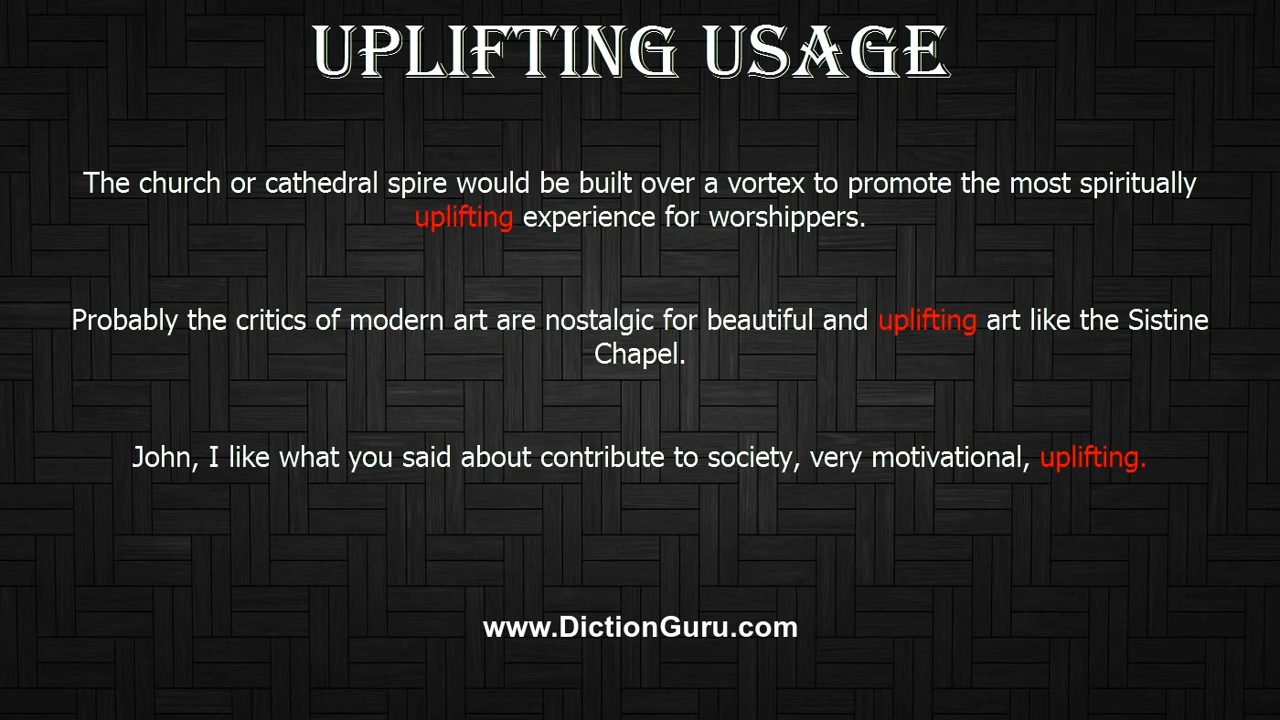 UPLIFTING USAGE
The church or cathedral spire would be built over a vortex to promote the most spiritually
uplifting experience for worshippers.
Probably the critics of modern art are nostalgic for beautiful and uplifting art like the Sistine
Chapel.
John, I like what you said about contribute to society, very motivational, uplifting.
www.DictionGuru.com